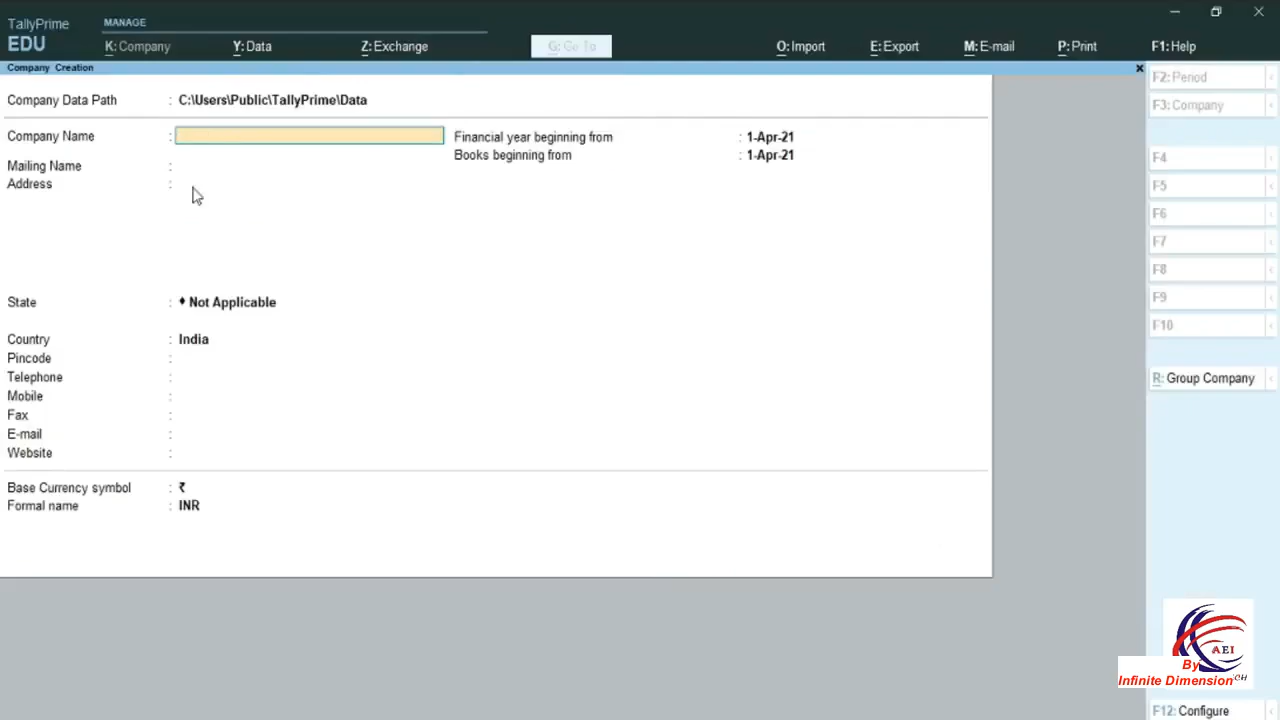 TallyPrime
EDU
MANAGE
K: Company
Y: Data
Z: Exchange
G: Go To
O: Import
E: Export
M: E-mail
P: Print
F1: Help
Company Creation
x
Company Data Path : C:\Users\Public\TallyPrime\Data
Company Name :
Financial year beginning from : 1-Apr-21
Books beginning from : 1-Apr-21
Mailing Name :
Address :
State : ♦ Not Applicable
Country : India
Pincode :
Telephone :
Mobile :
Fax :
E-mail :
Website :
Base Currency symbol : ₹
Formal name : INR
F2: Period
F3: Company
F4
F5
F6
F7
F8
F9
F10
R: Group Company
AEI
By
Infinite Dimension
F12: Configure